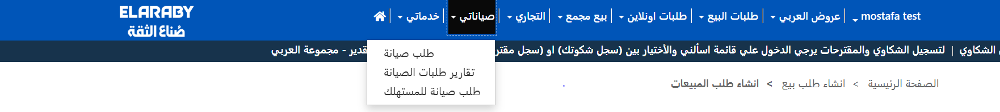 ELARABY
صُناع الثقة
mostafa test | عروض العربي | طلبات البيع | طلبات اونلاين | بيع مجمع | التجاري | صياناتي | خدماتي
الشكاوي | لتسجيل الشكاوي والمقترحات يرجي الدخول علي قائمة اسألني والأختيار بين (سجل شكوتك) او (سجل مقتر
- مجموعة العربي
طلب صيانة
تقارير طلبات الصيانة
طلب صيانة للمستهلك
الصفحة الرئيسية > انشاء طلب بيع > انشاء طلب المبيعات